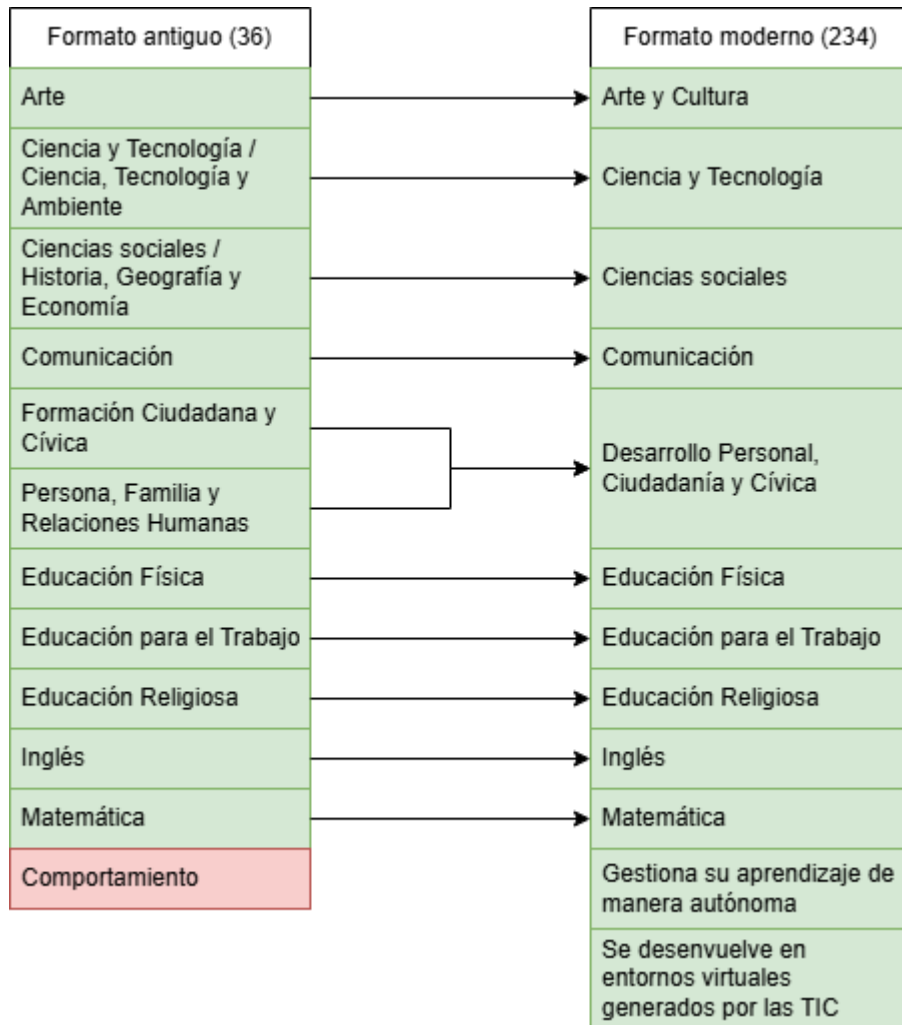 Formato antiguo (36)
Formato moderno (234)
Arte
Arte y Cultura
Ciencia y Tecnología /
Ciencia, Tecnología y
Ambiente
Ciencia y Tecnología
Ciencias sociales /
Historia, Geografía y
Economía
Ciencias sociales
Comunicación
Comunicación
Formación Ciudadana y
Cívica
Persona, Familia y
Relaciones Humanas
Desarrollo Personal,
Ciudadanía y Cívica
Educación Física
Educación Física
Educación para el Trabajo
Educación para el Trabajo
Educación Religiosa
Educación Religiosa
Inglés
Inglés
Matemática
Matemática
Comportamiento
Gestiona su aprendizaje de
manera autónoma
Se desenvuelve en
entornos virtuales
generados por las TIC